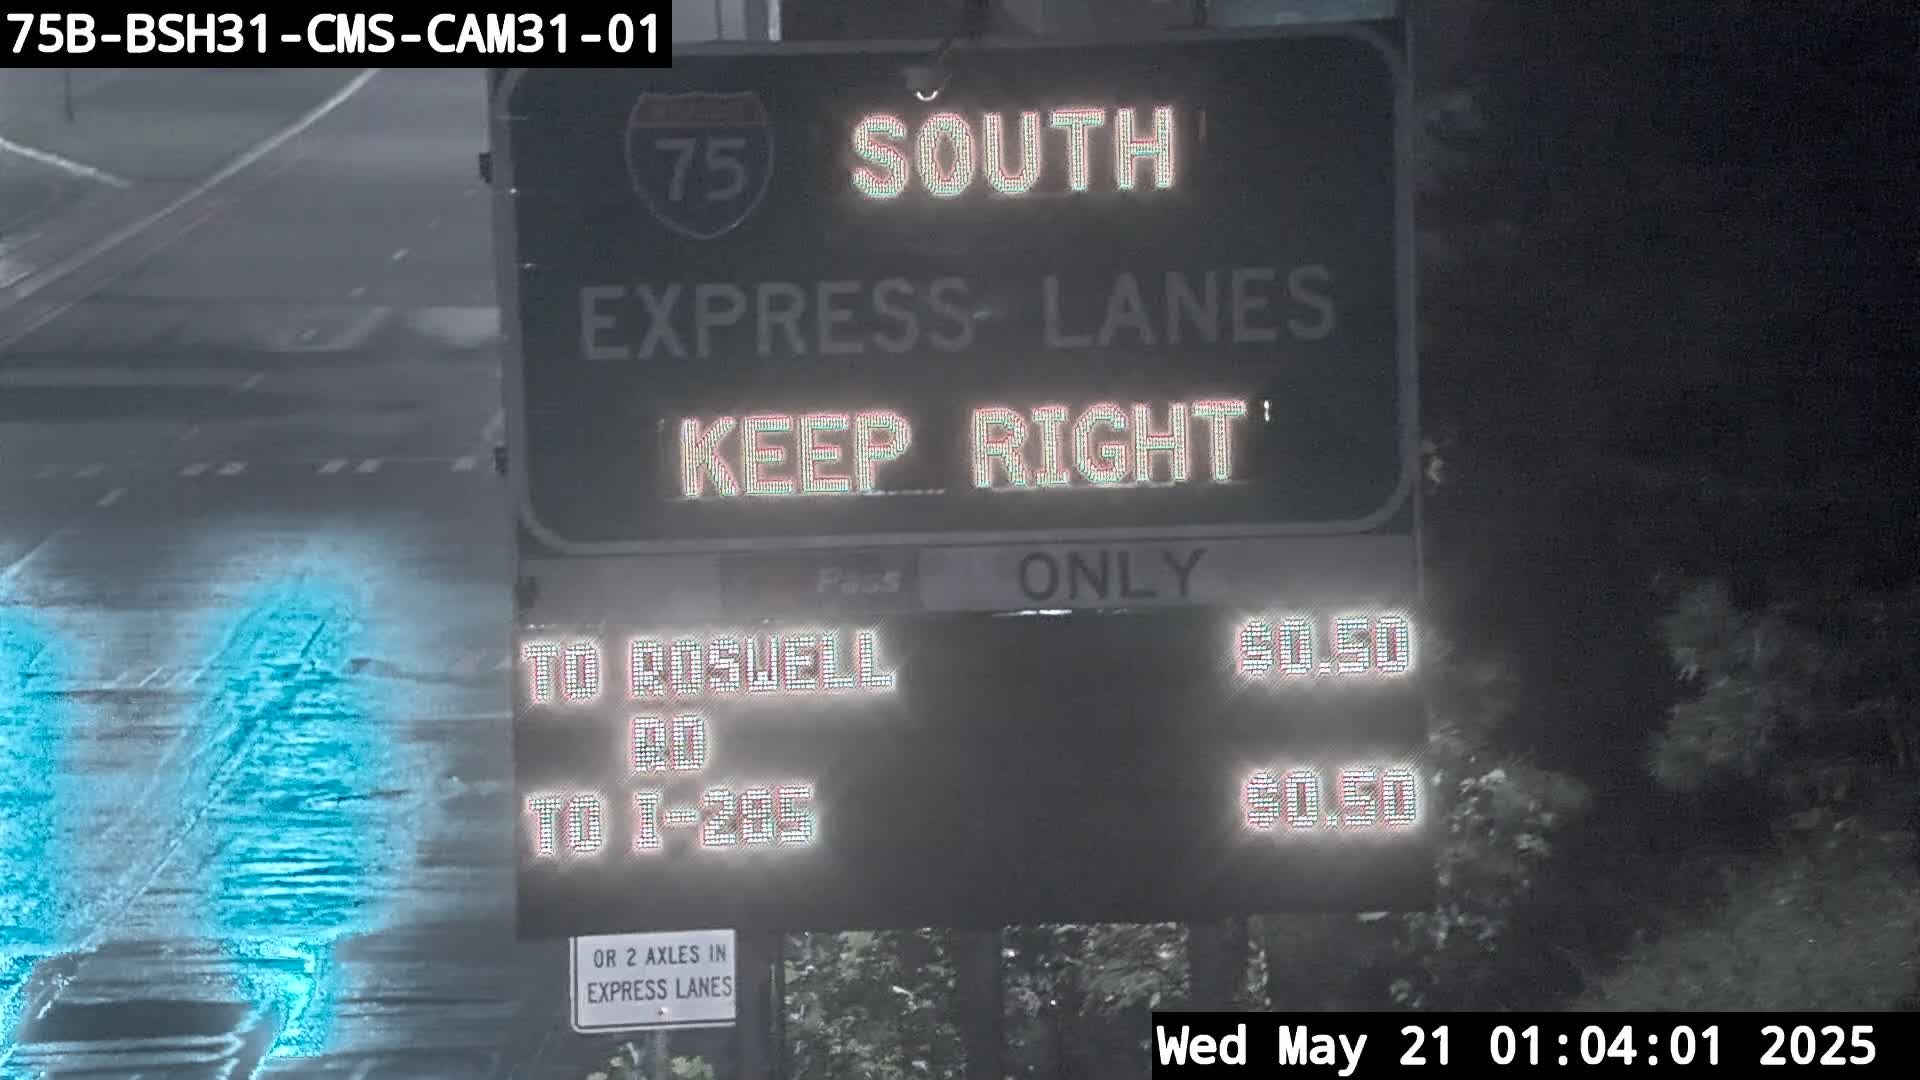 75B-BSH31-CMS-CAM31-01
75 SOUTH
EXPRESS LANES
KEEP RIGHT
Pass ONLY
TO ROSWELL $0.50
RD
TO I-285 $0.50
OR 2 AXLES IN
EXPRESS LANES
Wed May 21 01:04:01 2025